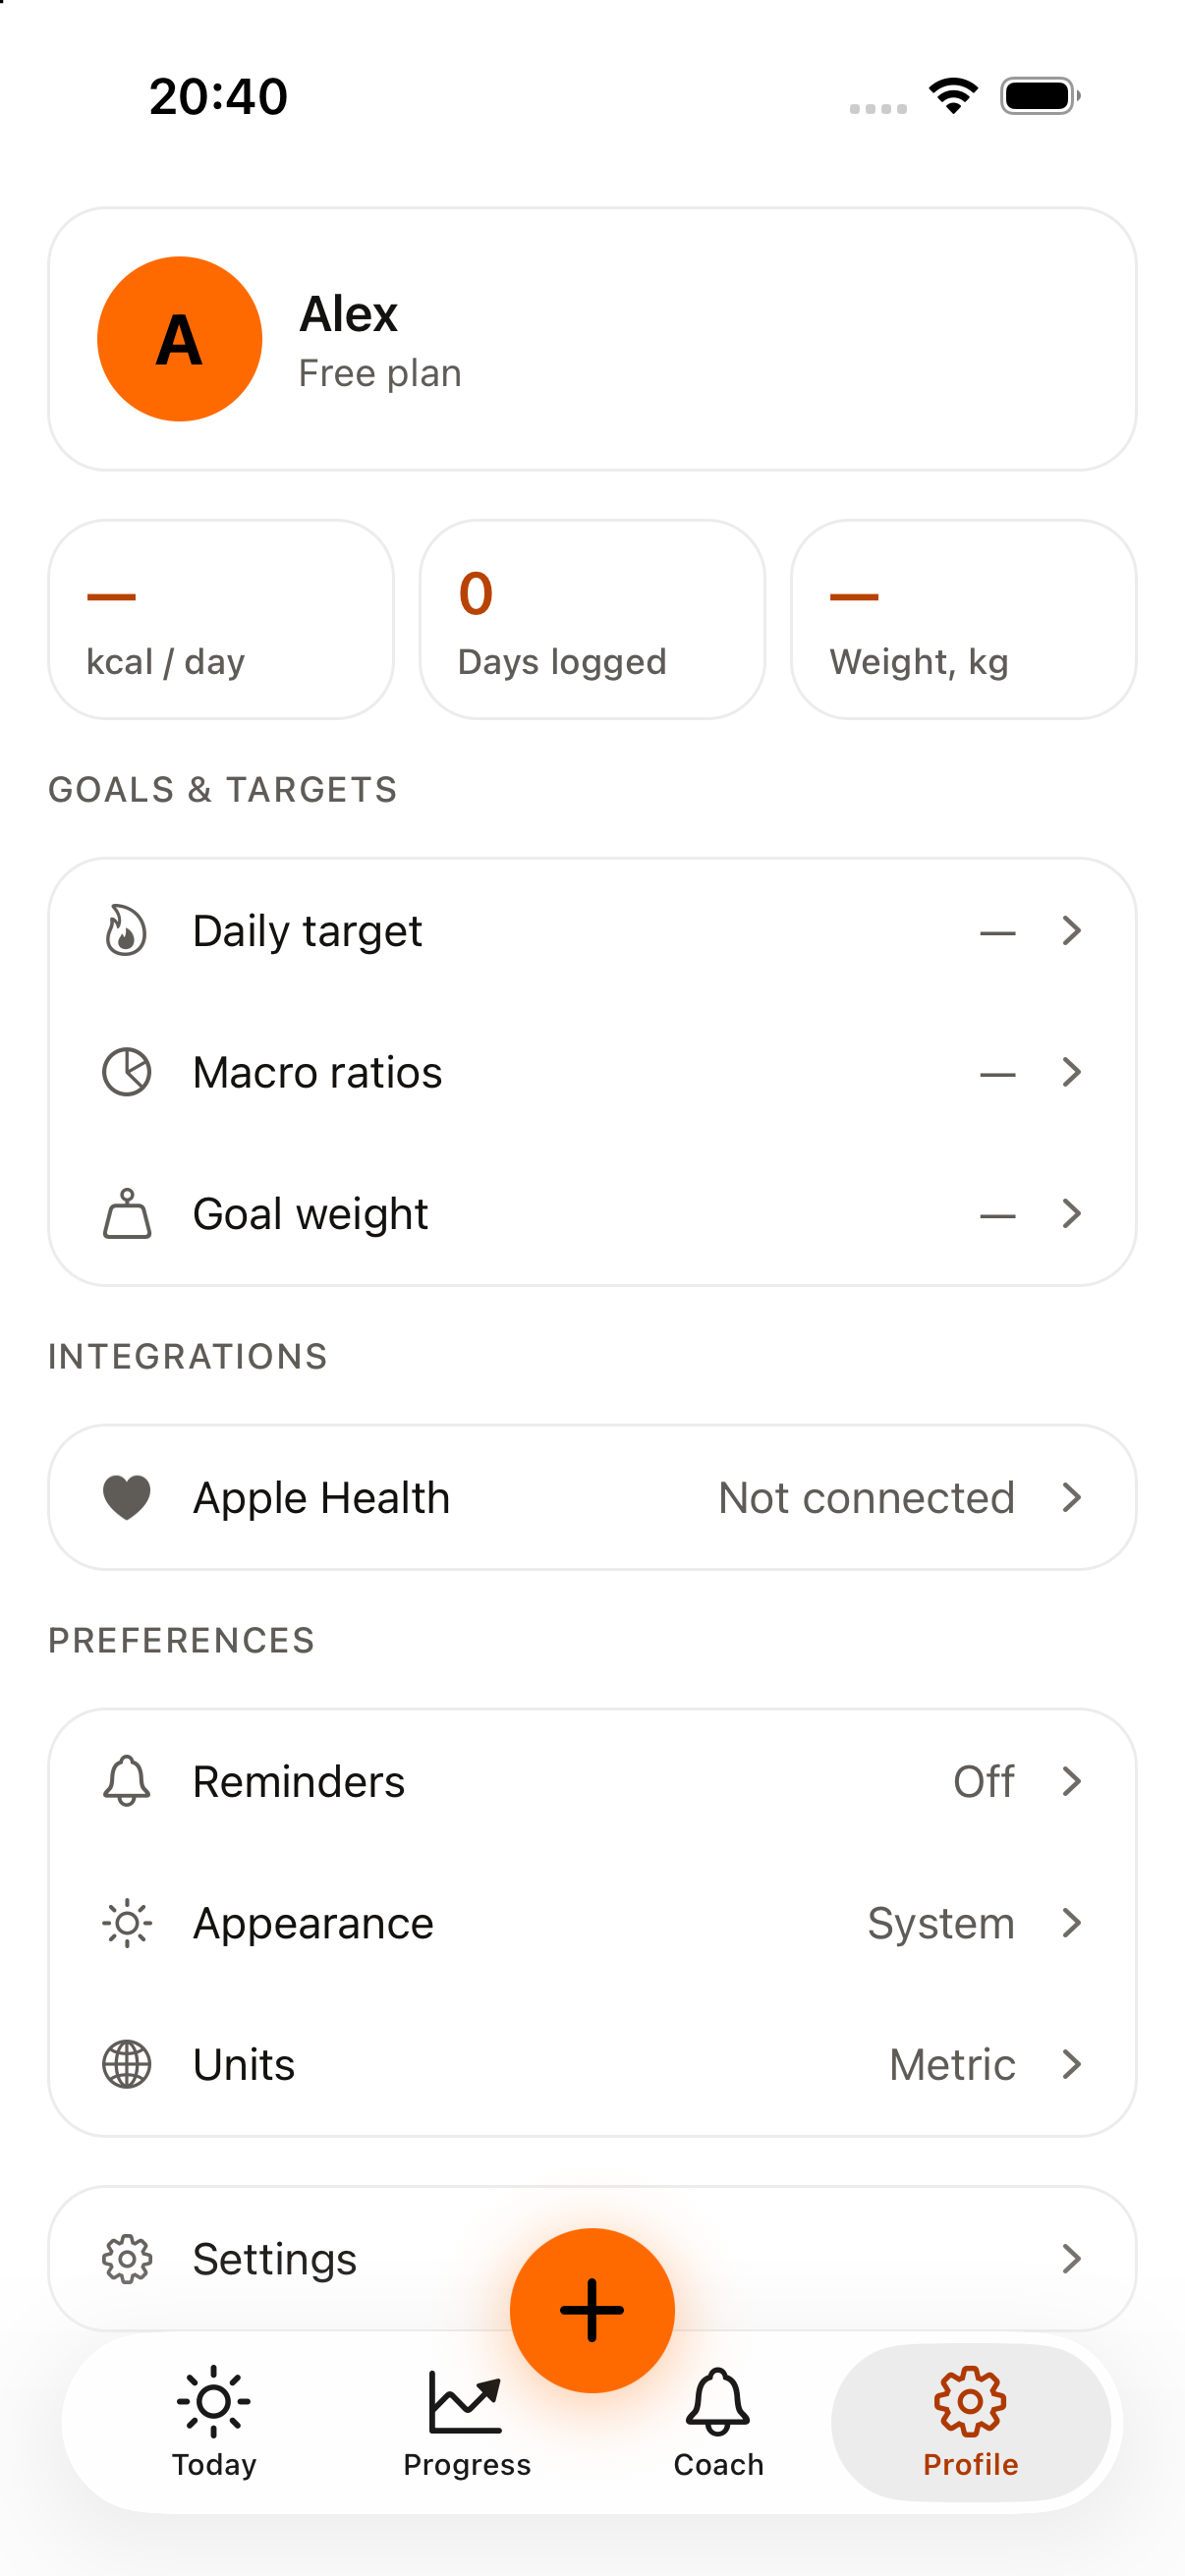 20:40
A
Alex
Free plan
—
kcal / day
0
Days logged
—
Weight, kg
GOALS & TARGETS
Daily target —
Macro ratios —
Goal weight —
INTEGRATIONS
Apple Health Not connected
PREFERENCES
Reminders Off
Appearance System
Units Metric
Settings
Today Progress Coach Profile